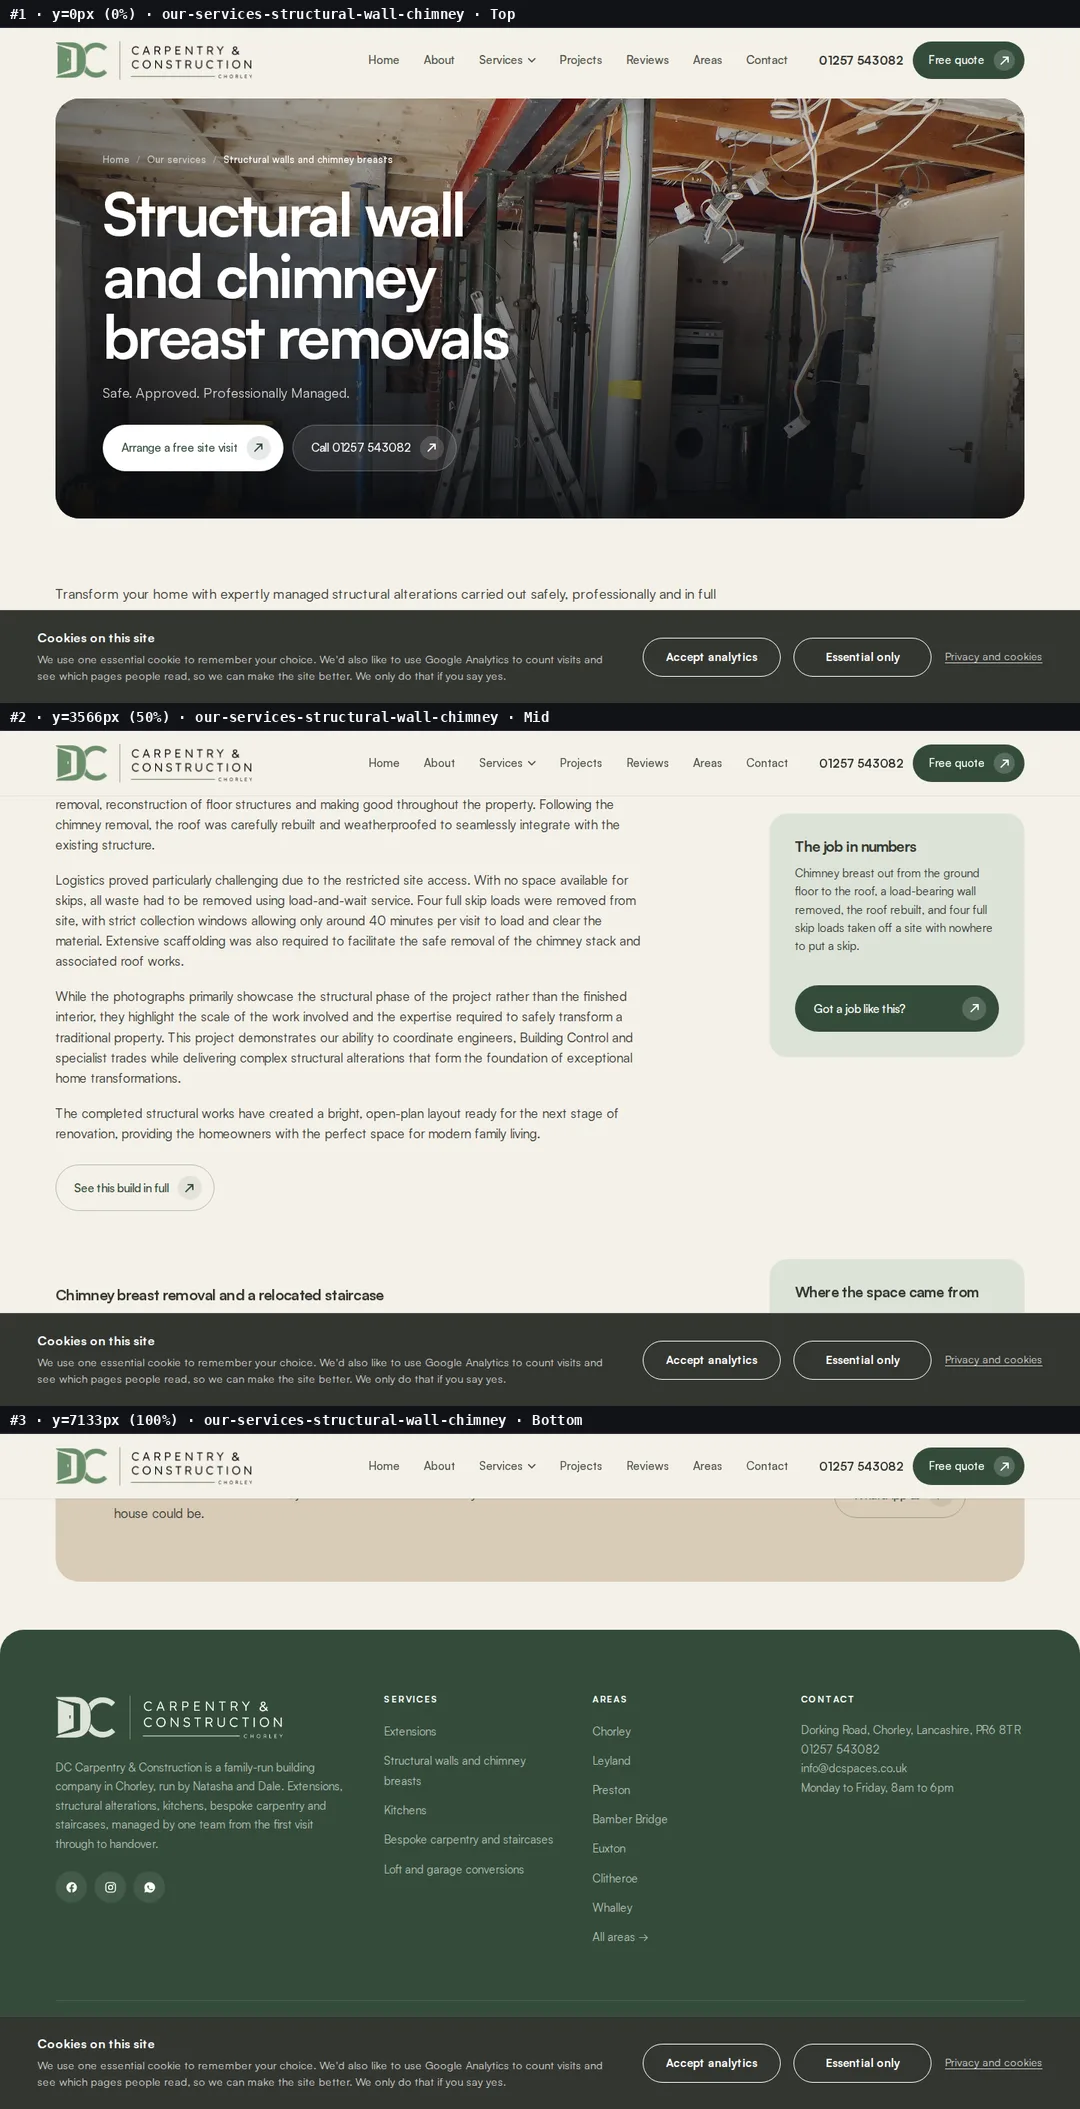 #1 · y=0px (0%) · our-services-structural-wall-chimney · Top
DC CARPENTRY & CONSTRUCTION CHORLEY
Home About Services Projects Reviews Areas Contact 01257 543082 Free quote
Home / Our services / Structural walls and chimney breasts
Structural wall
and chimney
breast removals
Safe. Approved. Professionally Managed.
Arrange a free site visit Call 01257 543082
Transform your home with expertly managed structural alterations carried out safely, professionally and in full
Cookies on this site
We use one essential cookie to remember your choice. We'd also like to use Google Analytics to count visits and
see which pages people read, so we can make the site better. We only do that if you say yes.
Accept analytics Essential only Privacy and cookies
#2 · y=3566px (50%) · our-services-structural-wall-chimney · Mid
DC CARPENTRY & CONSTRUCTION CHORLEY
Home About Services Projects Reviews Areas Contact 01257 543082 Free quote
removal, reconstruction of floor structures and making good throughout the property. Following the
chimney removal, the roof was carefully rebuilt and weatherproofed to seamlessly integrate with the
existing structure.
Logistics proved particularly challenging due to the restricted site access. With no space available for
skips, all waste had to be removed using load-and-wait service. Four full skip loads were removed from
site, with strict collection windows allowing only around 40 minutes per visit to load and clear the
material. Extensive scaffolding was also required to facilitate the safe removal of the chimney stack and
associated roof works.
While the photographs primarily showcase the structural phase of the project rather than the finished
interior, they highlight the scale of the work involved and the expertise required to safely transform a
traditional property. This project demonstrates our ability to coordinate engineers, Building Control and
specialist trades while delivering complex structural alterations that form the foundation of exceptional
home transformations.
The completed structural works have created a bright, open-plan layout ready for the next stage of
renovation, providing the homeowners with the perfect space for modern family living.
See this build in full
The job in numbers
Chimney breast out from the ground
floor to the roof, a load-bearing wall
removed, the roof rebuilt, and four full
skip loads taken off a site with nowhere
to put a skip.
Got a job like this?
Chimney breast removal and a relocated staircase
Where the space came from
Cookies on this site
We use one essential cookie to remember your choice. We'd also like to use Google Analytics to count visits and
see which pages people read, so we can make the site better. We only do that if you say yes.
Accept analytics Essential only Privacy and cookies
#3 · y=7133px (100%) · our-services-structural-wall-chimney · Bottom
DC CARPENTRY & CONSTRUCTION CHORLEY
Home About Services Projects Reviews Areas Contact 01257 543082 Free quote
house could be.
DC CARPENTRY & CONSTRUCTION CHORLEY
DC Carpentry & Construction is a family-run building
company in Chorley, run by Natasha and Dale. Extensions,
structural alterations, kitchens, bespoke carpentry and
staircases, managed by one team from the first visit
through to handover.
SERVICES
Extensions
Structural walls and chimney
breasts
Kitchens
Bespoke carpentry and staircases
Loft and garage conversions
AREAS
Chorley
Leyland
Preston
Bamber Bridge
Euxton
Clitheroe
Whalley
All areas →
CONTACT
Dorking Road, Chorley, Lancashire, PR6 8TR
01257 543082
info@dcspaces.co.uk
Monday to Friday, 8am to 6pm
Cookies on this site
We use one essential cookie to remember your choice. We'd also like to use Google Analytics to count visits and
see which pages people read, so we can make the site better. We only do that if you say yes.
Accept analytics Essential only Privacy and cookies